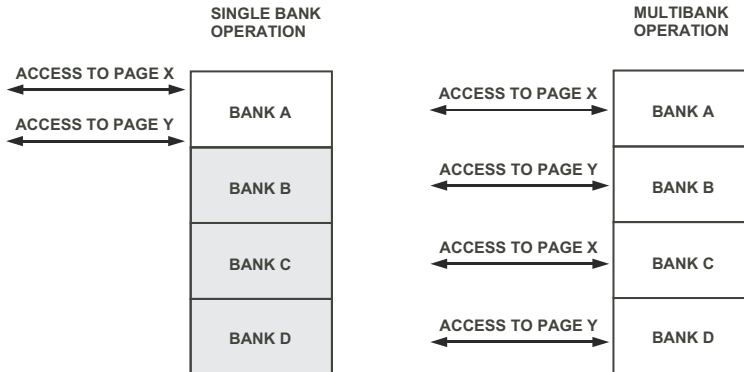 SINGLE BANK
OPERATION
ACCESS TO PAGE X
ACCESS TO PAGE Y
BANK A
BANK B
BANK C
BANK D
MULTIBANK
OPERATION
ACCESS TO PAGE X
BANK A
ACCESS TO PAGE Y
BANK B
ACCESS TO PAGE X
BANK C
ACCESS TO PAGE Y
BANK D